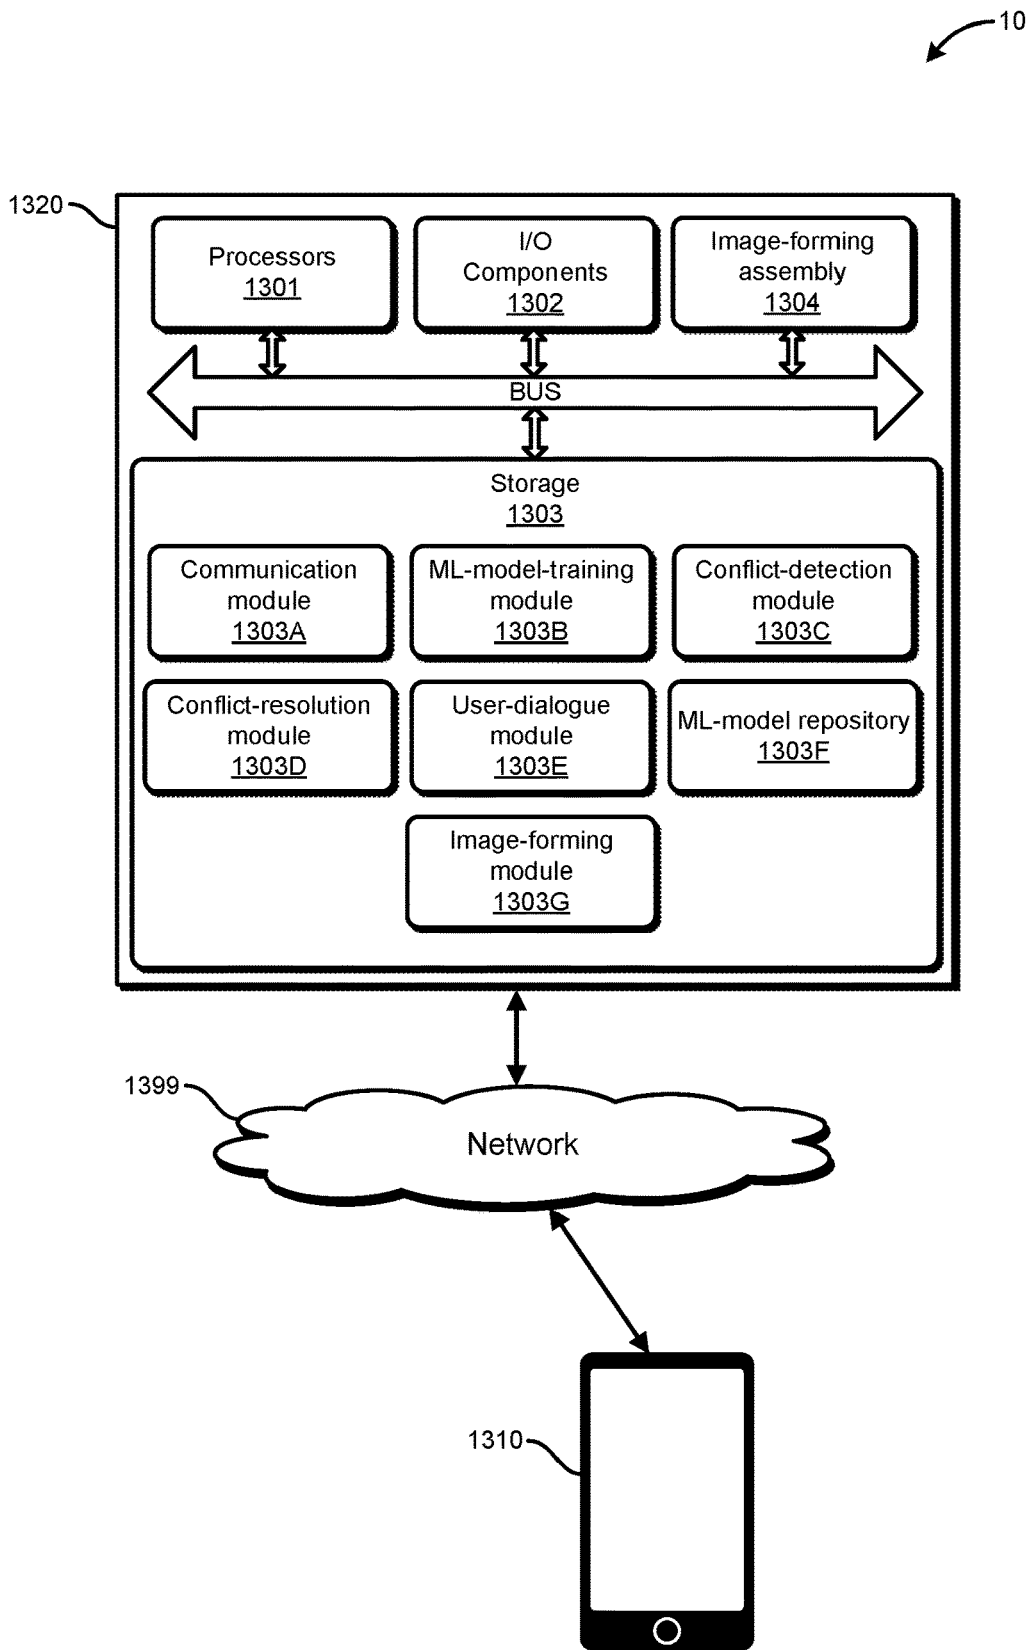 10
1320
Processors
1301
I/O
Components
1302
Image-forming
assembly
1304
BUS
Storage
1303
Communication
module
1303A
ML-model-training
module
1303B
Conflict-detection
module
1303C
Conflict-resolution
module
1303D
User-dialogue
module
1303E
ML-model repository
1303F
Image-forming
module
1303G
1399
Network
1310